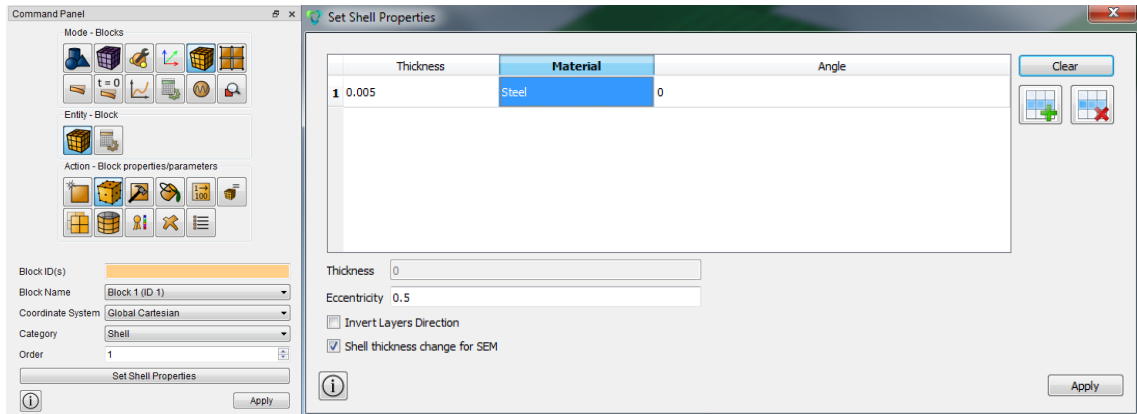 Command Panel
Mode - Blocks
t = 0
Entity - Block
Action - Block properties/parameters
1
100
Block ID(s)
Block Name Block 1 (ID 1)
Coordinate System Global Cartesian
Category Shell
Order 1
Set Shell Properties
Apply
Set Shell Properties
Thickness Material Angle
1 0.005 Steel 0
Clear
Thickness 0
Eccentricity 0.5
Invert Layers Direction
Shell thickness change for SEM
Apply